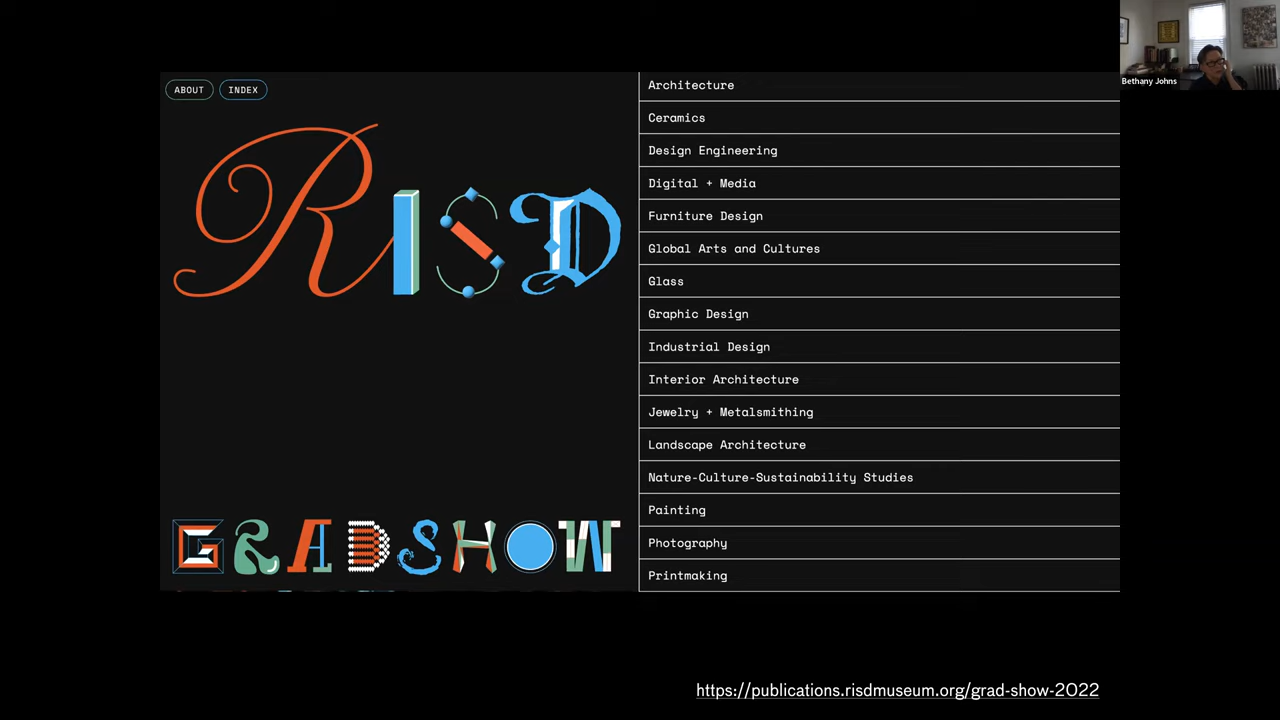 ABOUT INDEX
RISD
GRADSHOW
Architecture
Ceramics
Design Engineering
Digital + Media
Furniture Design
Global Arts and Cultures
Glass
Graphic Design
Industrial Design
Interior Architecture
Jewelry + Metalsmithing
Landscape Architecture
Nature-Culture-Sustainability Studies
Painting
Photography
Printmaking
Bethany Johns
https://publications.risdmuseum.org/grad-show-2022